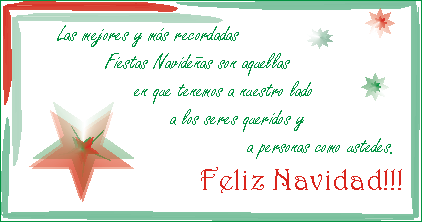 Las mejores y más recordadas
Fiestas Navideñas son aquellas
en que tenemos a nuestro lado
a los seres queridos y
a personas como ustedes.
Feliz Navidad!!!